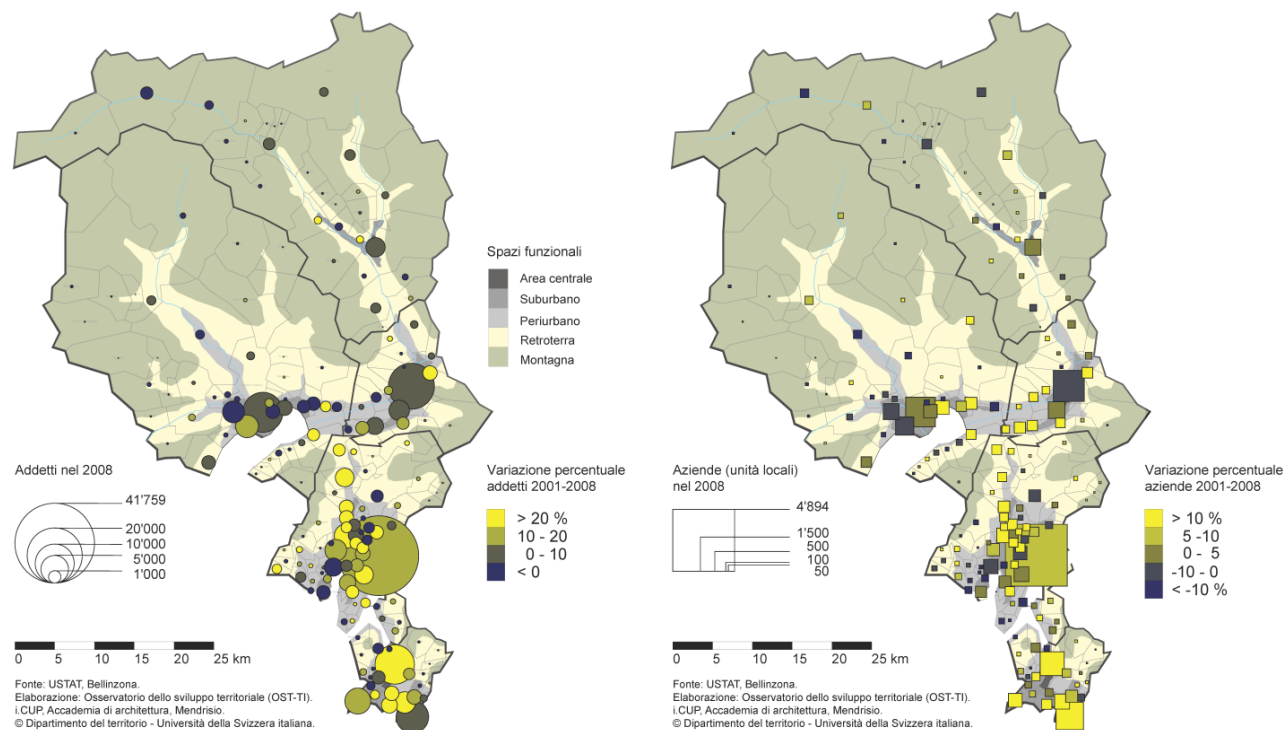 Spazi funzionali
Area centrale
Suburbano
Periurbano
Retroterra
Montagna
Addetti nel 2008
41'759
20'000
10'000
5'000
1'000
Variazione percentuale
addetti 2001-2008
> 20 %
10 - 20
0 - 10
< 0
0 5 10 15 20 25 km
Fonte: USTAT, Bellinzona.
Elaborazione: Osservatorio dello sviluppo territoriale (OST-TI).
i.CUP, Accademia di architettura, Mendrisio.
© Dipartimento del territorio - Università della Svizzera italiana.
Aziende (unità locali)
nel 2008
4'894
1'500
500
100
50
Variazione percentuale
aziende 2001-2008
> 10 %
5 -10
0 - 5
-10 - 0
< -10 %
0 5 10 15 20 25 km
Fonte: USTAT, Bellinzona.
Elaborazione: Osservatorio dello sviluppo territoriale (OST-TI).
i.CUP, Accademia di architettura, Mendrisio.
© Dipartimento del territorio - Università della Svizzera italiana.